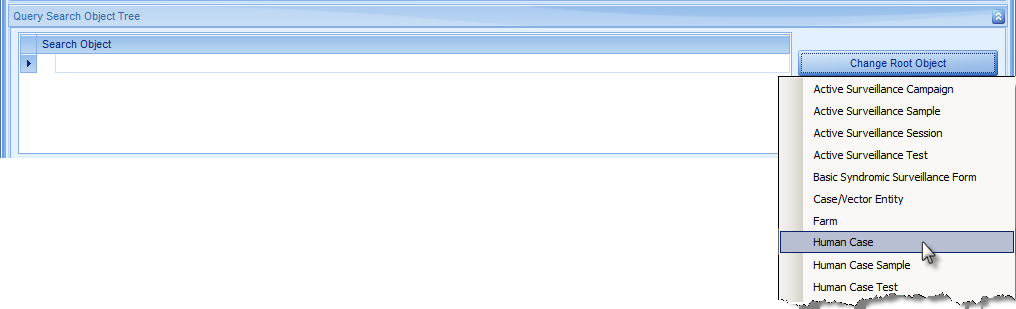 Query Search Object Tree
Search Object
Change Root Object
Active Surveillance Campaign
Active Surveillance Sample
Active Surveillance Session
Active Surveillance Test
Basic Syndromic Surveillance Form
Case/Vector Entity
Farm
Human Case
Human Case Sample
Human Case Test